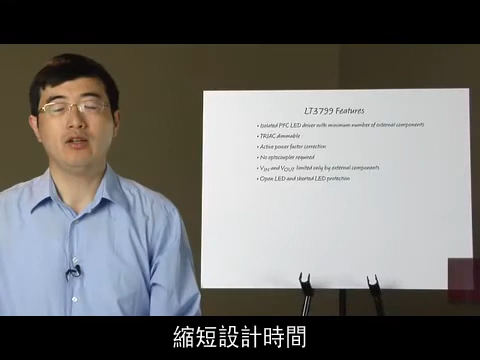 LT3799 Features
• Isolated PFC LED driver with minimum number of external components
• TRIAC dimmable
• Active power factor correction
• No optocoupler required
• VIN and VOUT limited only by external components
• Open LED and shorted LED protection
縮短設計時間